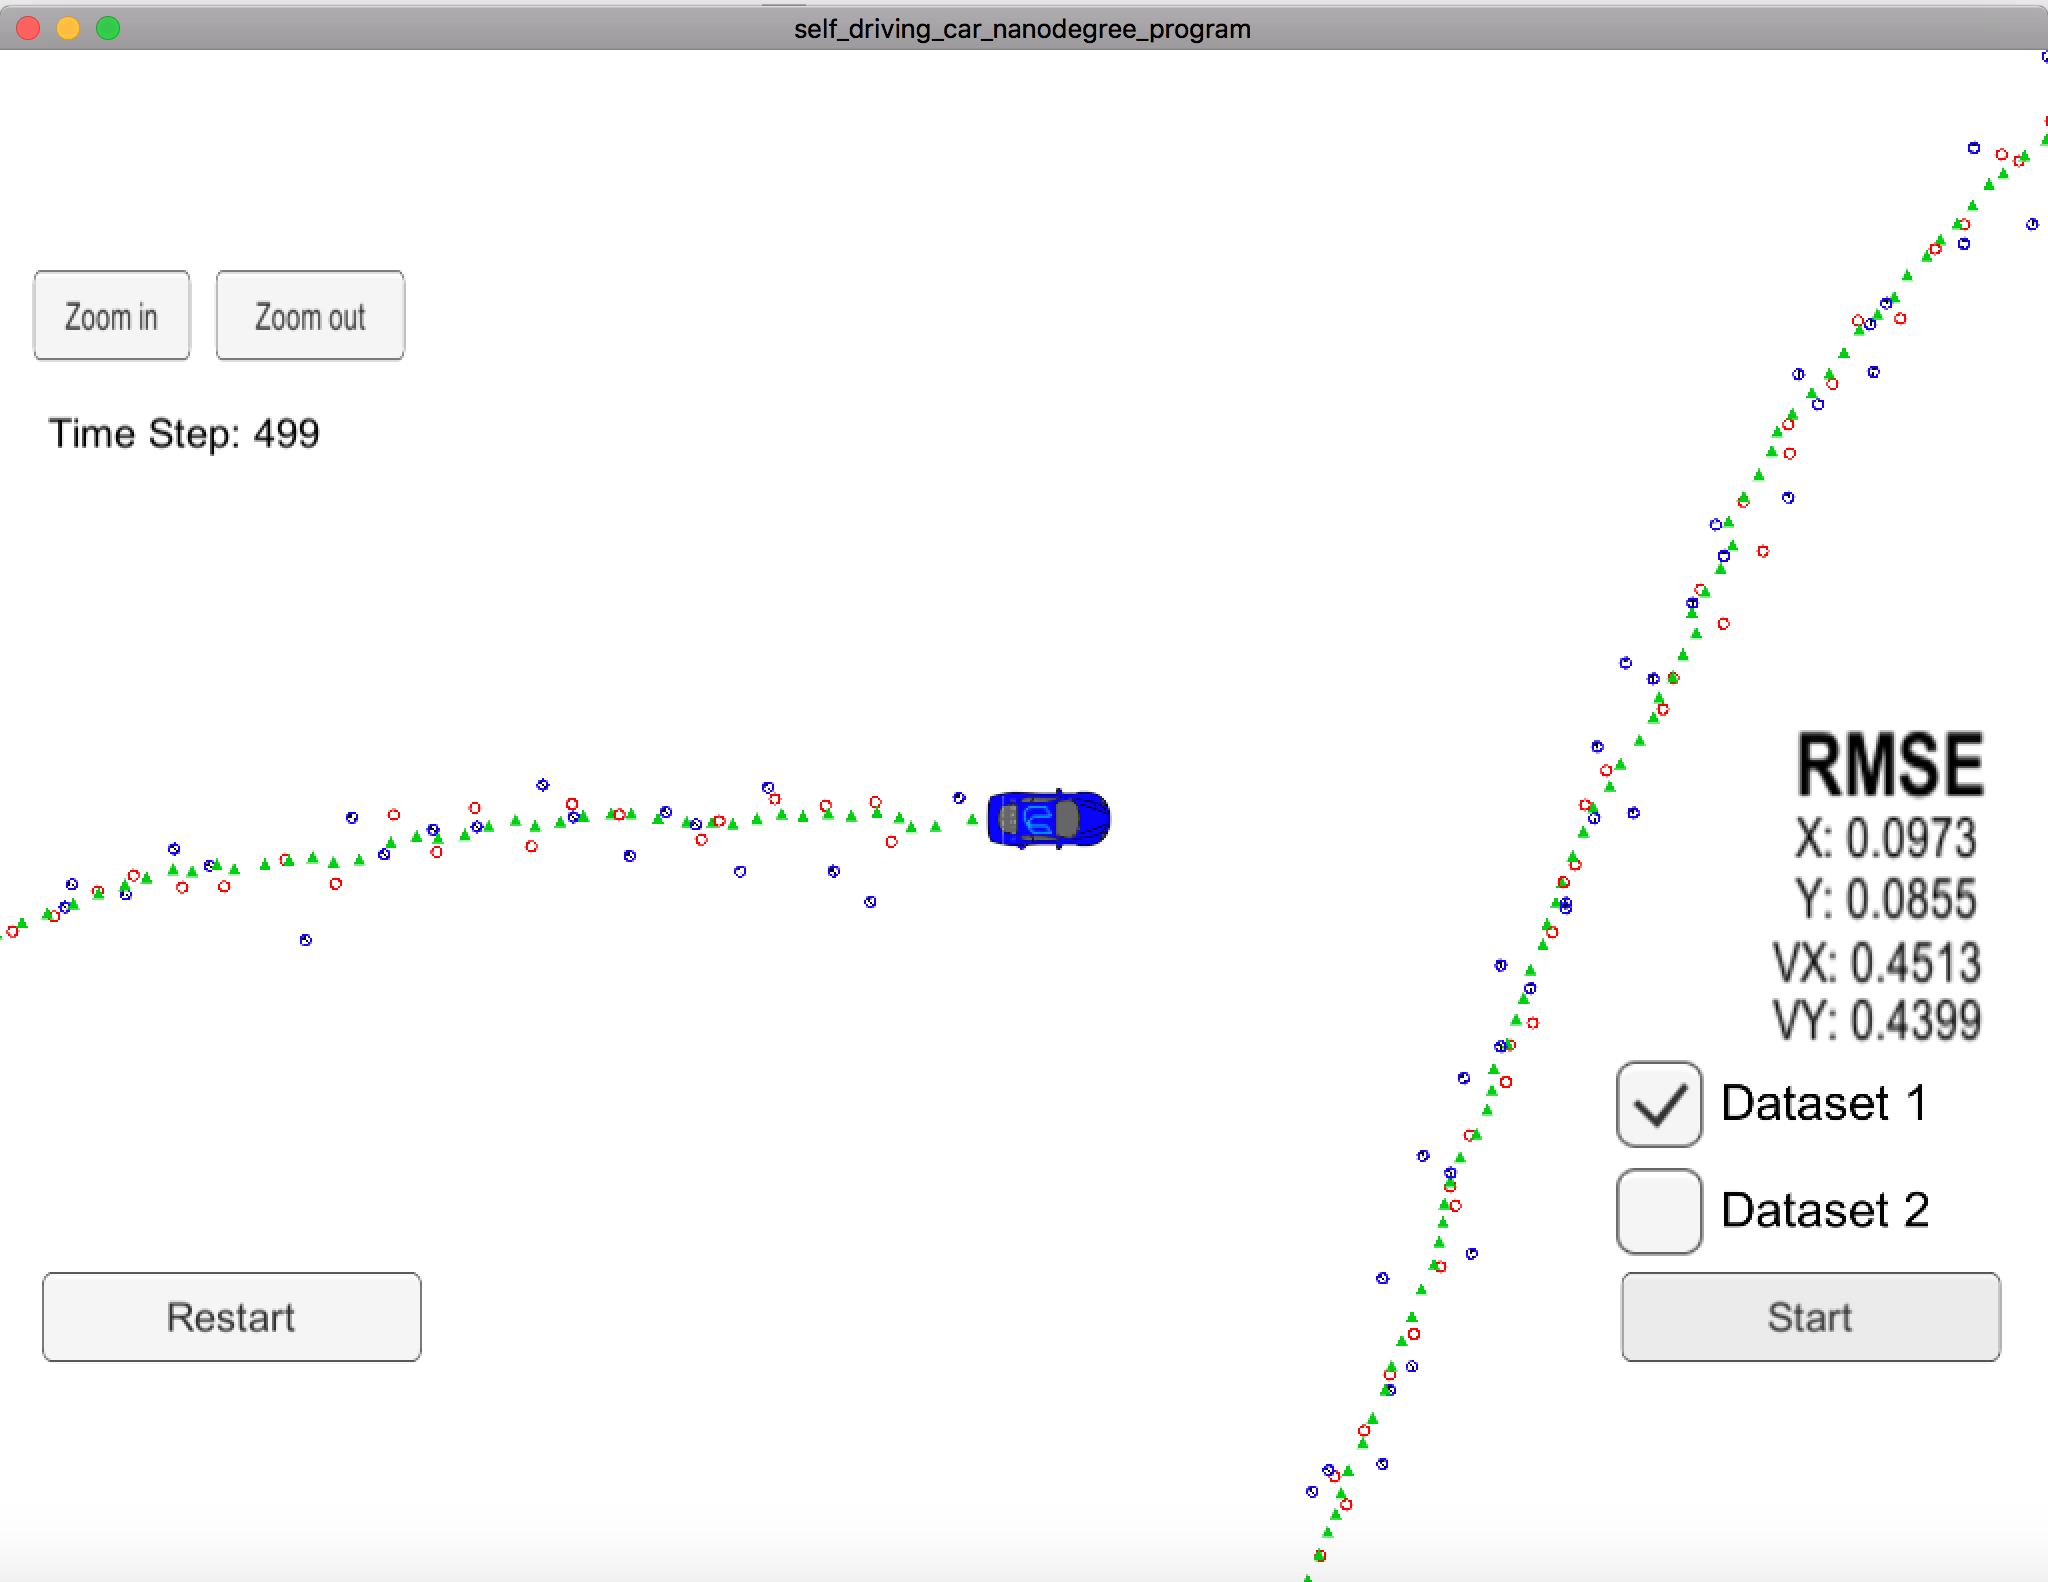 self_driving_car_nanodegree_program
Zoom in
Zoom out
Time Step: 499
RMSE
X: 0.0973
Y: 0.0855
VX: 0.4513
VY: 0.4399
Dataset 1
Dataset 2
Restart
Start